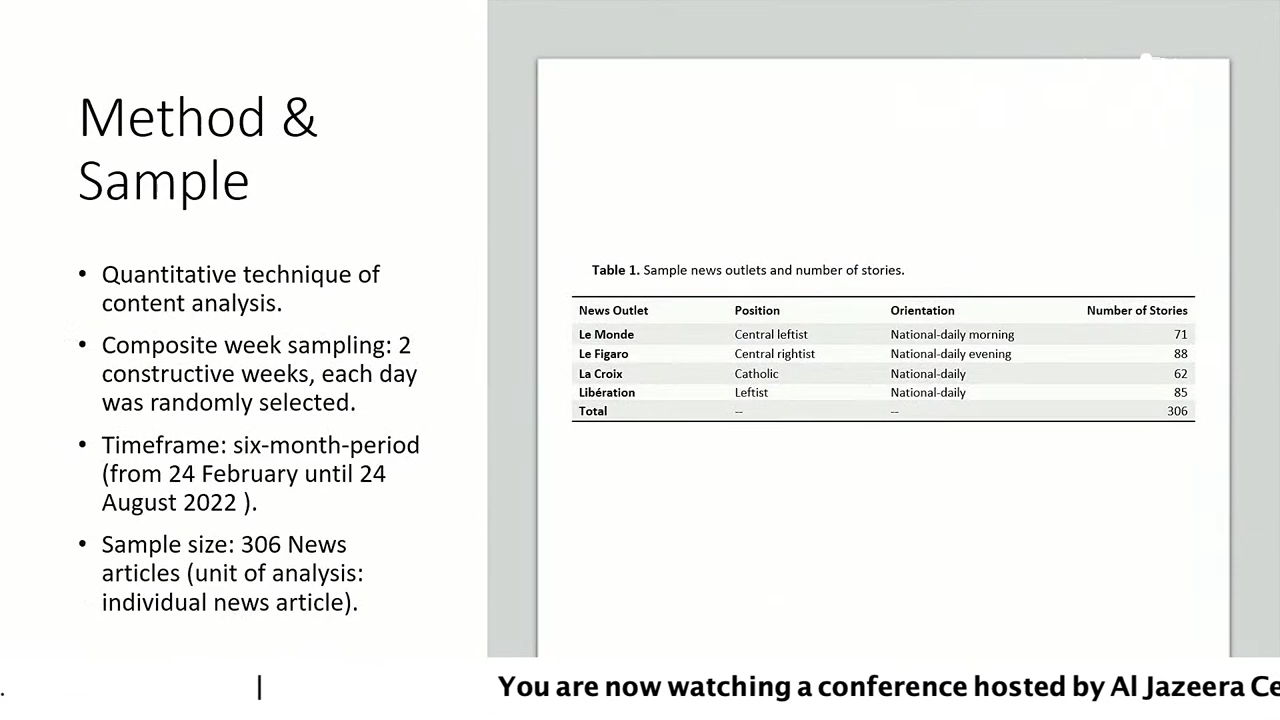 Method &
Sample
• Quantitative technique of
content analysis.
• Composite week sampling: 2
constructive weeks, each day
was randomly selected.
• Timeframe: six-month-period
(from 24 February until 24
August 2022 ).
• Sample size: 306 News
articles (unit of analysis:
individual news article).
Table 1. Sample news outlets and number of stories.
News Outlet Position Orientation Number of Stories
Le Monde Central leftist National-daily morning 71
Le Figaro Central rightist National-daily evening 88
La Croix Catholic National-daily 62
Libération Leftist National-daily 85
Total -- -- 306
. | You are now watching a conference hosted by Al Jazeera Ce